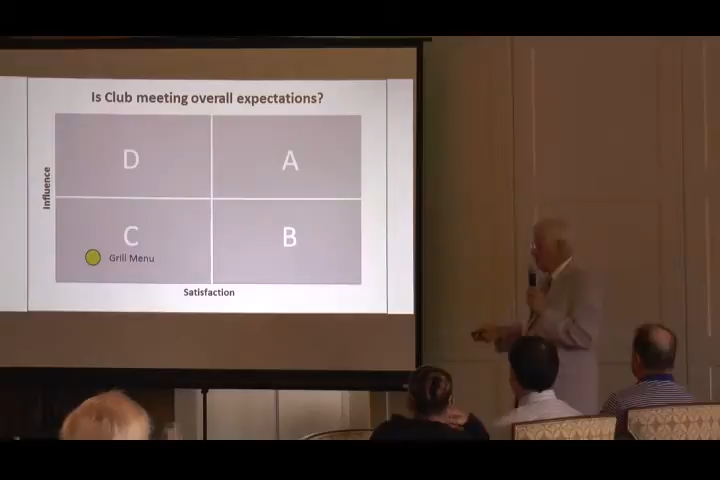 Is Club meeting overall expectations?
D
A
Influence
C
B
Grill Menu
Satisfaction